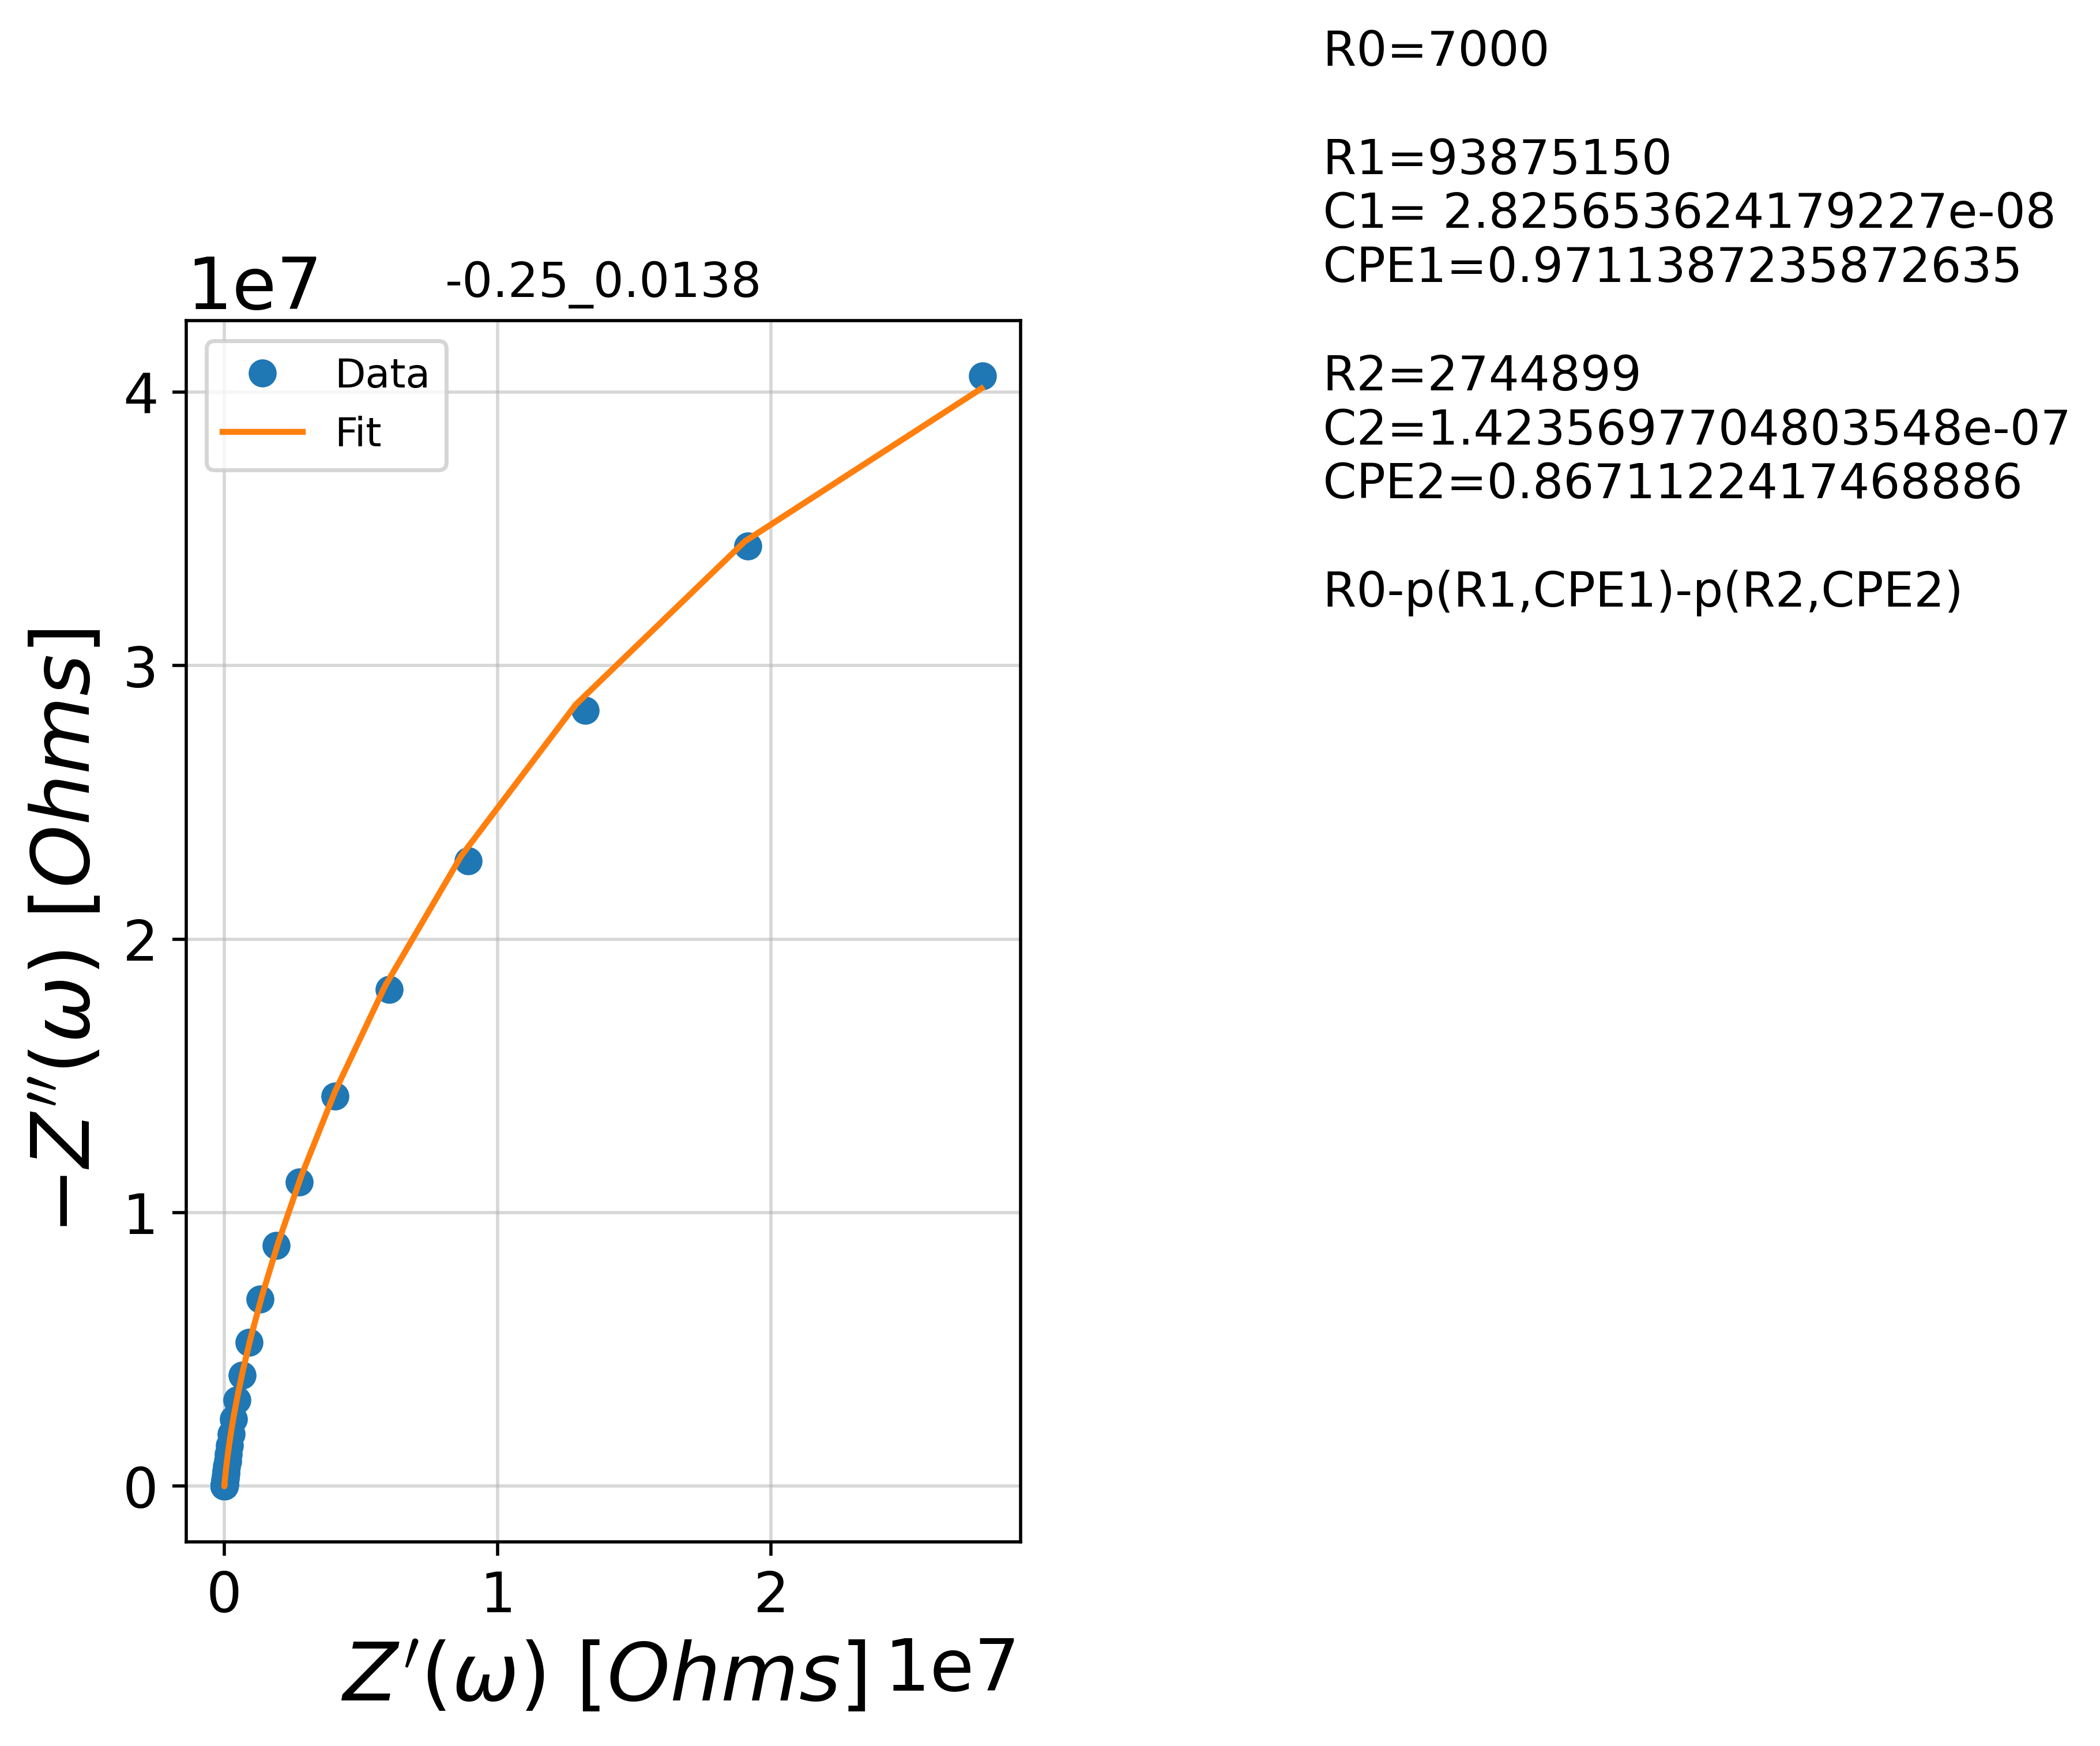 R0=7000
R1=93875150
C1= 2.825653624179227e-08
CPE1=0.9711387235872635
R2=2744899
C2=1.4235697704803548e-07
CPE2=0.8671122417468886
R0-p(R1,CPE1)-p(R2,CPE2)
1e7
-0.25_0.0138
Data
Fit
4
3
2
1
0
−Z′′(ω) [Ohms]
0 1 2
Z′(ω) [Ohms]
1e7